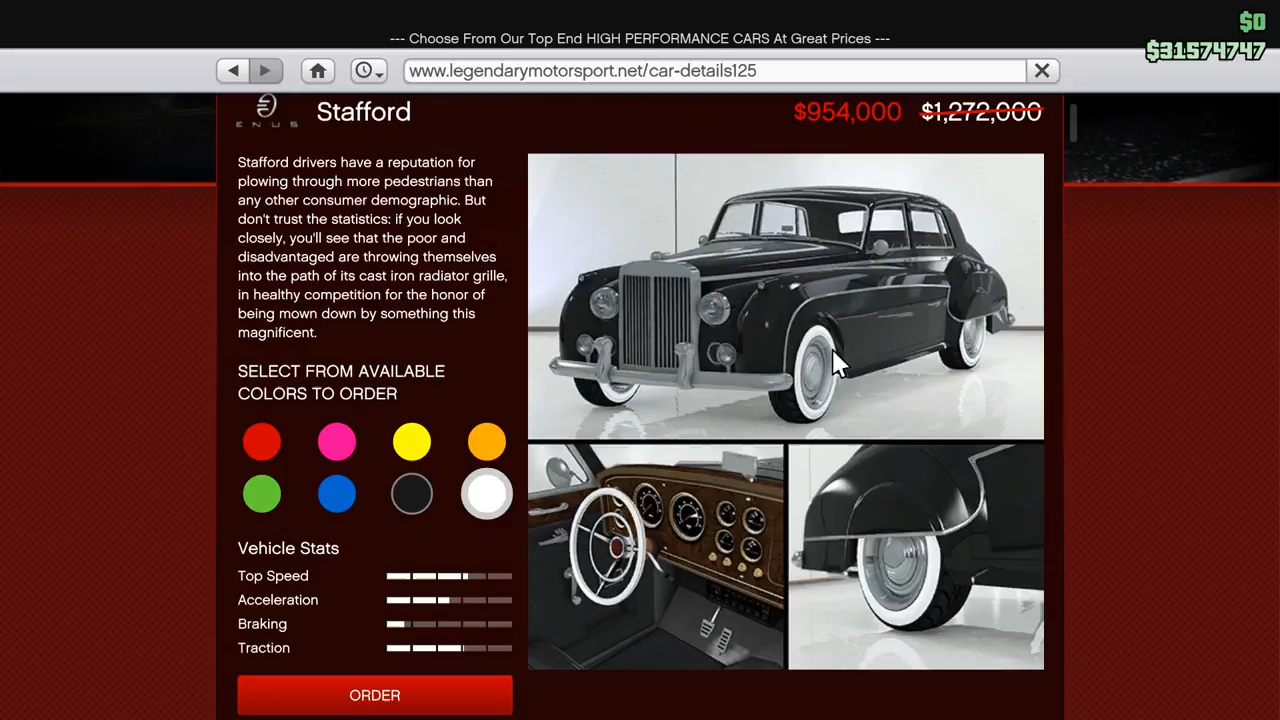 $0
$31574747
--- Choose From Our Top End HIGH PERFORMANCE CARS At Great Prices ---
www.legendarymotorsport.net/car-details125
ENUS
Stafford
$954,000 $1,272,000
Stafford drivers have a reputation for
plowing through more pedestrians than
any other consumer demographic. But
don't trust the statistics: if you look
closely, you'll see that the poor and
disadvantaged are throwing themselves
into the path of its cast iron radiator grille,
in healthy competition for the honor of
being mown down by something this
magnificent.
SELECT FROM AVAILABLE
COLORS TO ORDER
Vehicle Stats
Top Speed
Acceleration
Braking
Traction
ORDER